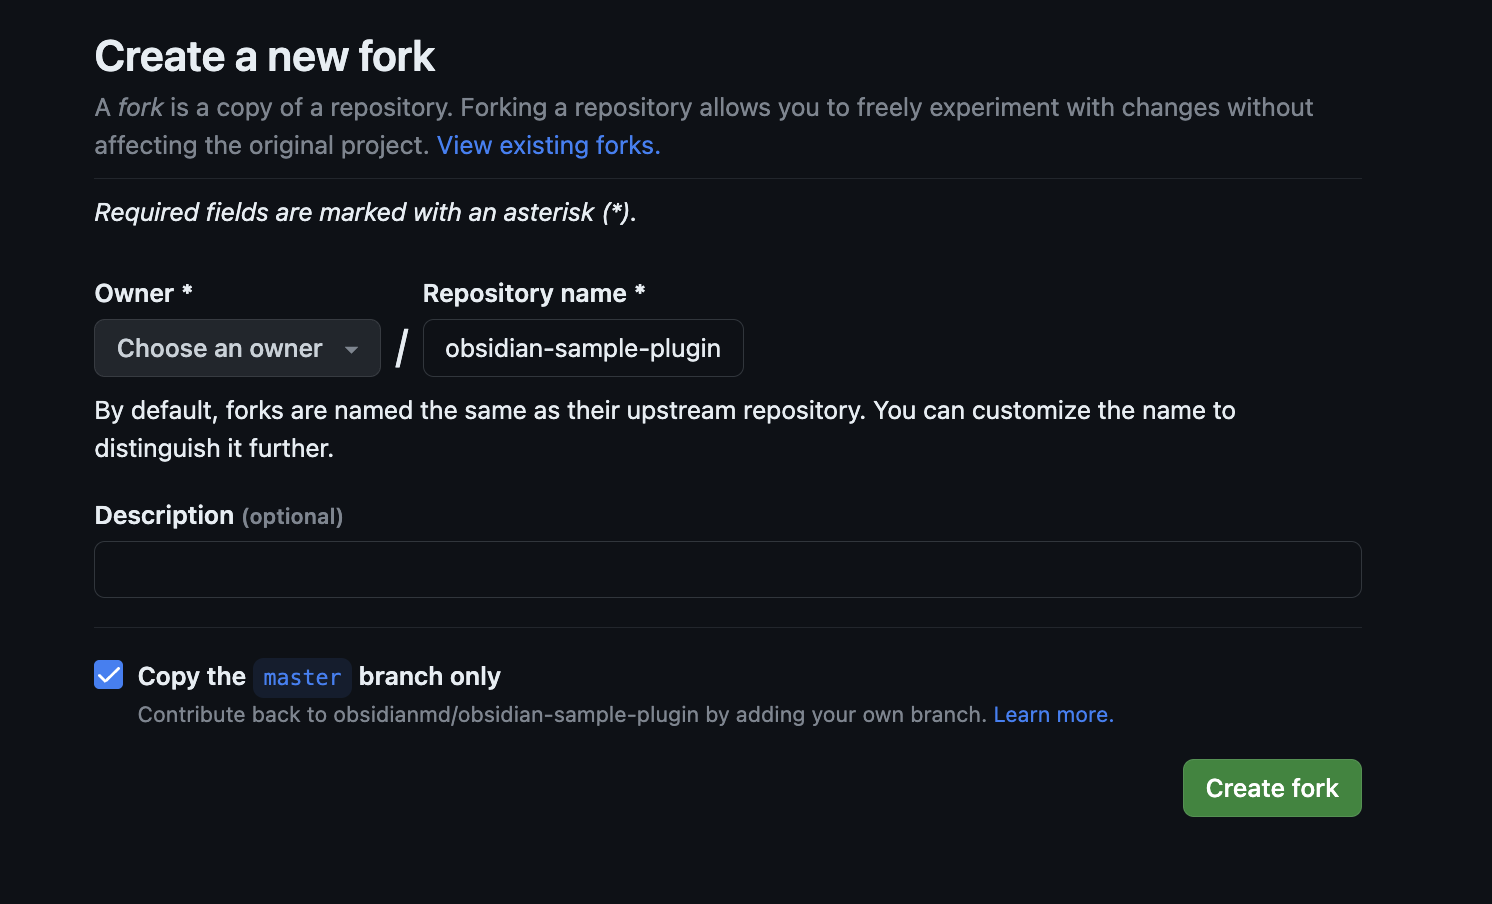 Create a new fork
A fork is a copy of a repository. Forking a repository allows you to freely experiment with changes without
affecting the original project. View existing forks.
Required fields are marked with an asterisk (*).
Owner * Repository name *
Choose an owner / obsidian-sample-plugin
By default, forks are named the same as their upstream repository. You can customize the name to
distinguish it further.
Description (optional)
Copy the master branch only
Contribute back to obsidianmd/obsidian-sample-plugin by adding your own branch. Learn more.
Create fork